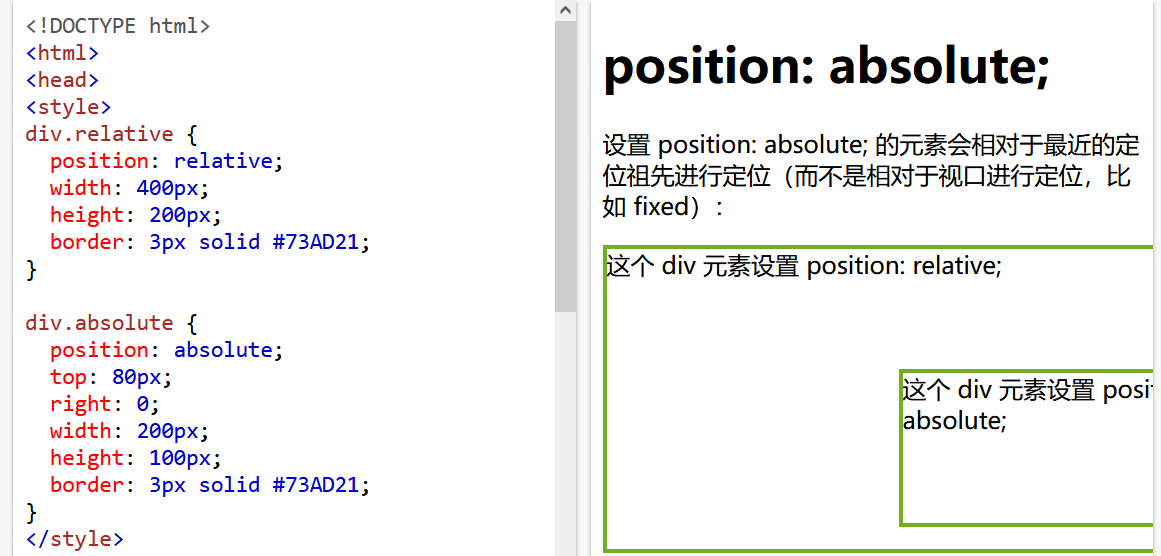 <!DOCTYPE html>
<html>
<head>
<style>
div.relative {
  position: relative;
  width: 400px;
  height: 200px;
  border: 3px solid #73AD21;
}

div.absolute {
  position: absolute;
  top: 80px;
  right: 0;
  width: 200px;
  height: 100px;
  border: 3px solid #73AD21;
}
</style>
position: absolute;
设置 position: absolute; 的元素会相对于最近的定
位祖先进行定位（而不是相对于视口进行定位，比
如 fixed）：
这个 div 元素设置 position: relative;
这个 div 元素设置 posit
absolute;